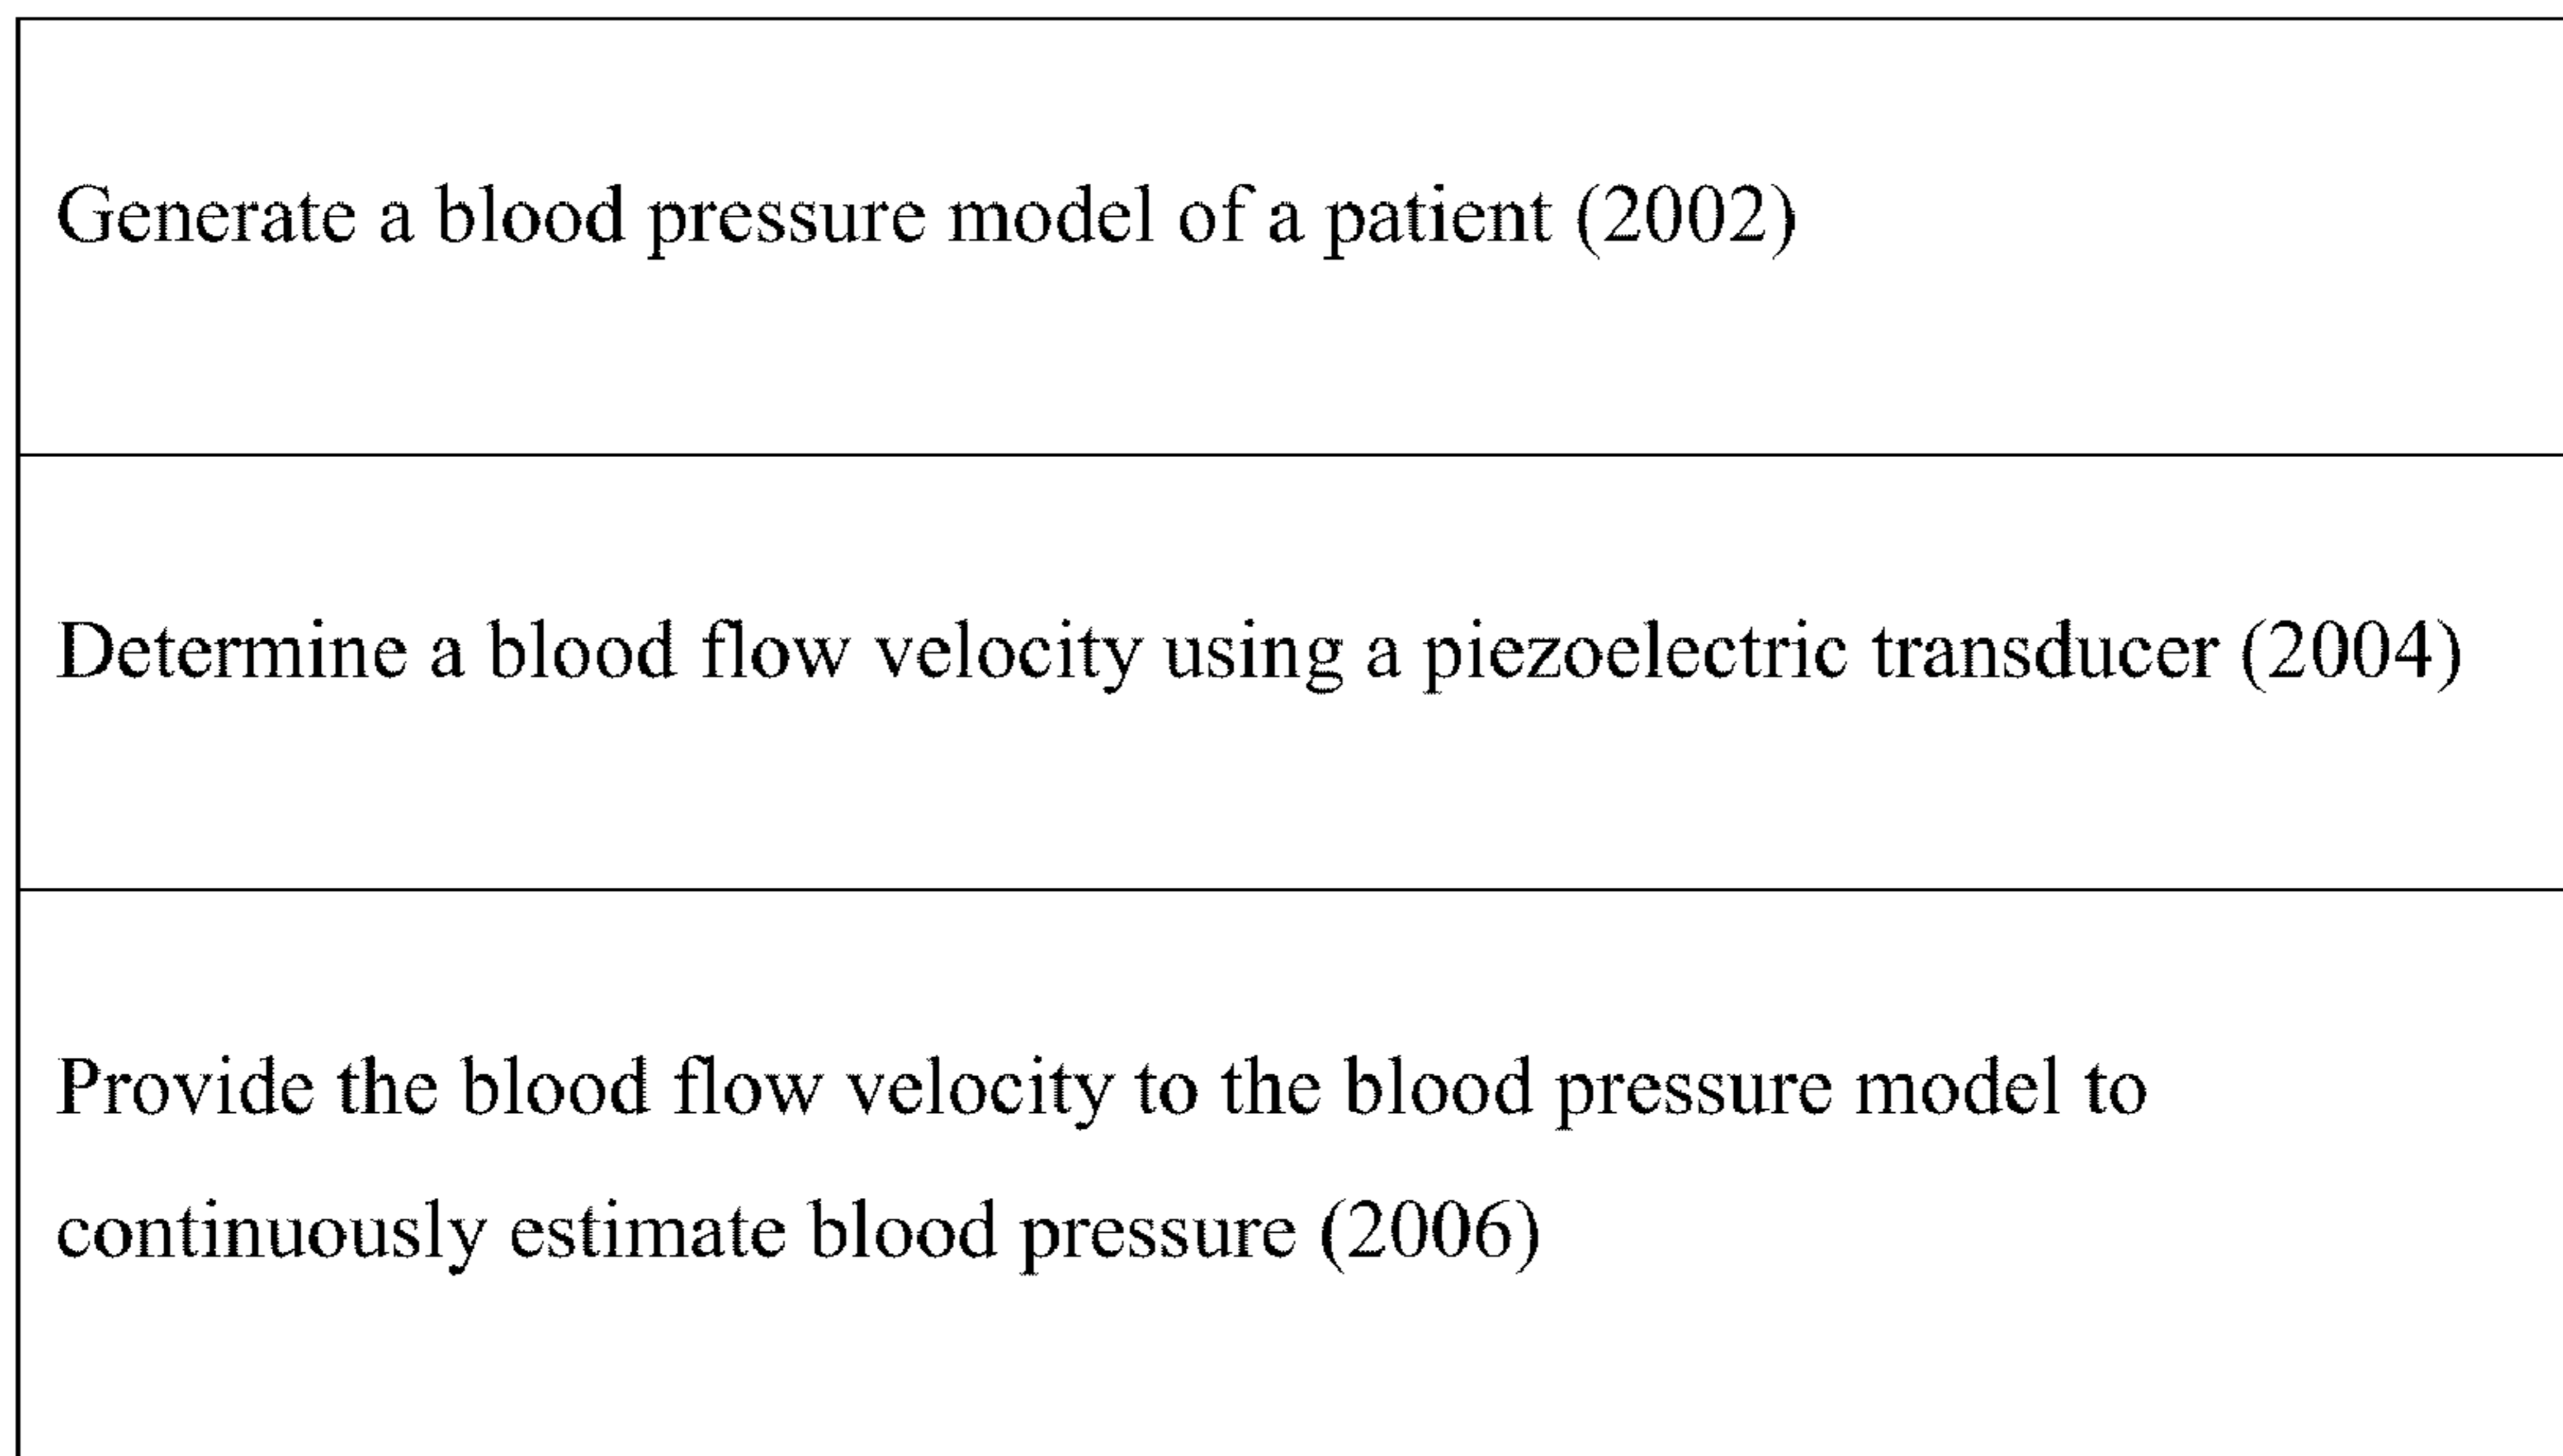 Generate a blood pressure model of a patient (2002)
Determine a blood flow velocity using a piezoelectric transducer (2004)
Provide the blood flow velocity to the blood pressure model to
continuously estimate blood pressure (2006)